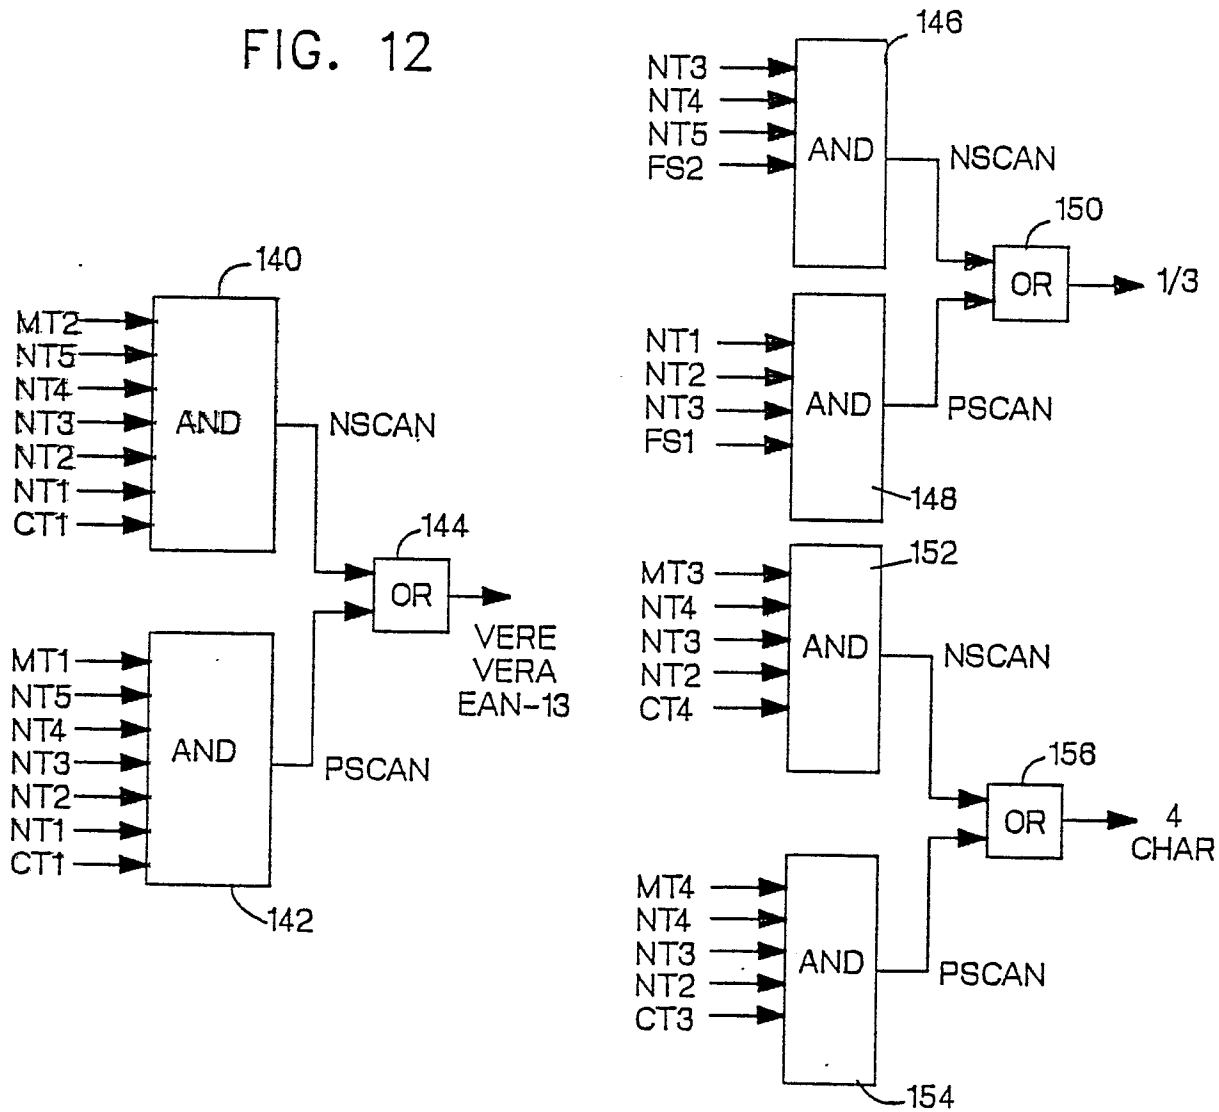 FIG. 12
140
MT2
NT5
NT4
NT3
NT2
NT1
CT1
AND
NSCAN
144
OR
VERE
VERA
EAN-13
MT1
NT5
NT4
NT3
NT2
NT1
CT1
AND
PSCAN
142
146
NT3
NT4
NT5
FS2
AND
NSCAN
150
OR
1/3
NT1
NT2
NT3
FS1
AND
PSCAN
148
152
MT3
NT4
NT3
NT2
CT4
AND
NSCAN
156
OR
4
CHAR
MT4
NT4
NT3
NT2
CT3
AND
PSCAN
154